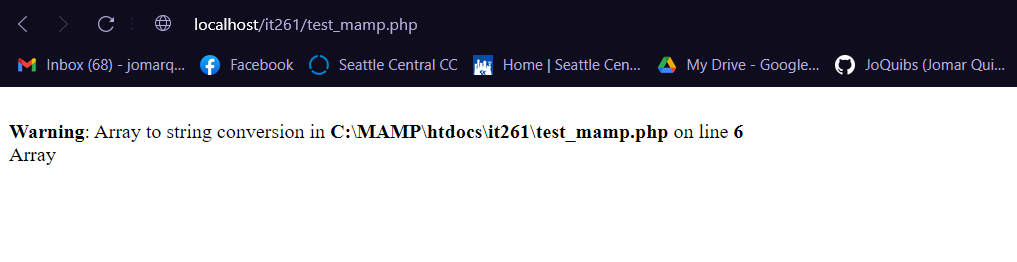 localhost/it261/test_mamp.php
Inbox (68) - jomarq... Facebook Seattle Central CC Home | Seattle Cen... My Drive - Google... JoQuibs (Jomar Qui...
Warning: Array to string conversion in C:\MAMP\htdocs\it261\test_mamp.php on line 6
Array